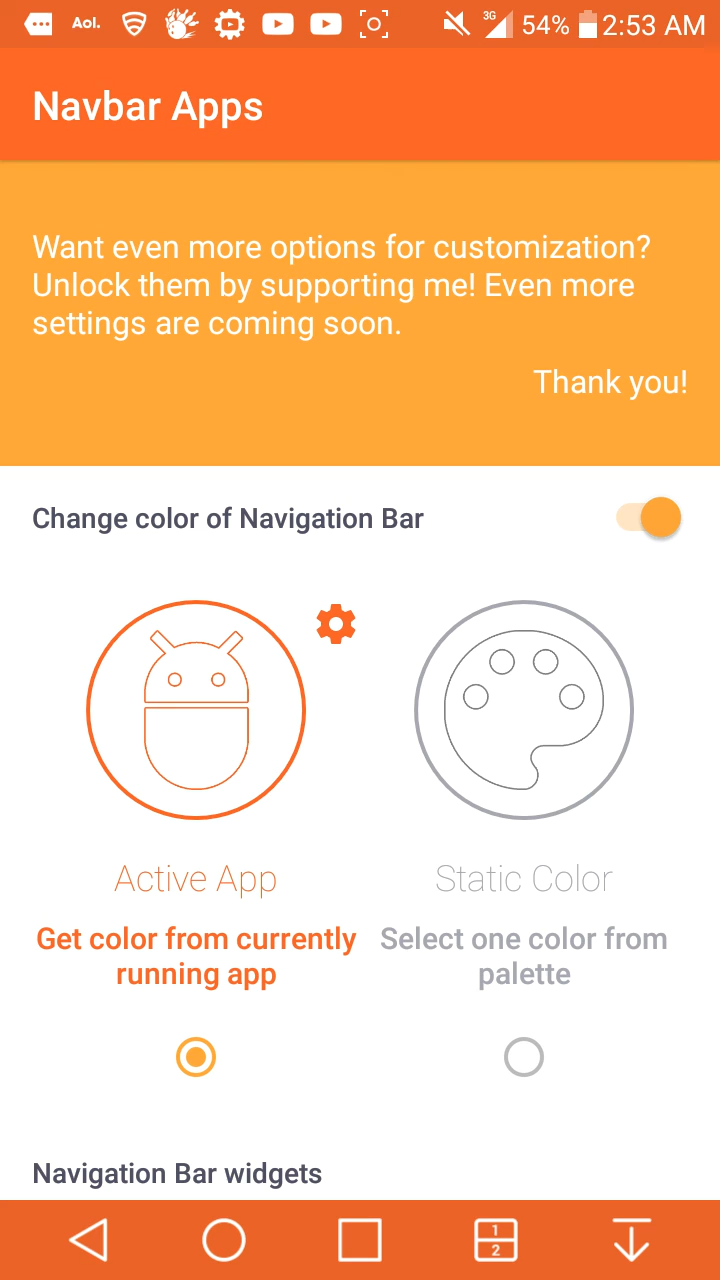 Aol. 3G 54% 2:53 AM
Navbar Apps
Want even more options for customization?
Unlock them by supporting me! Even more
settings are coming soon.
Thank you!
Change color of Navigation Bar
Active App
Get color from currently
running app
Static Color
Select one color from
palette
Navigation Bar widgets
1
2